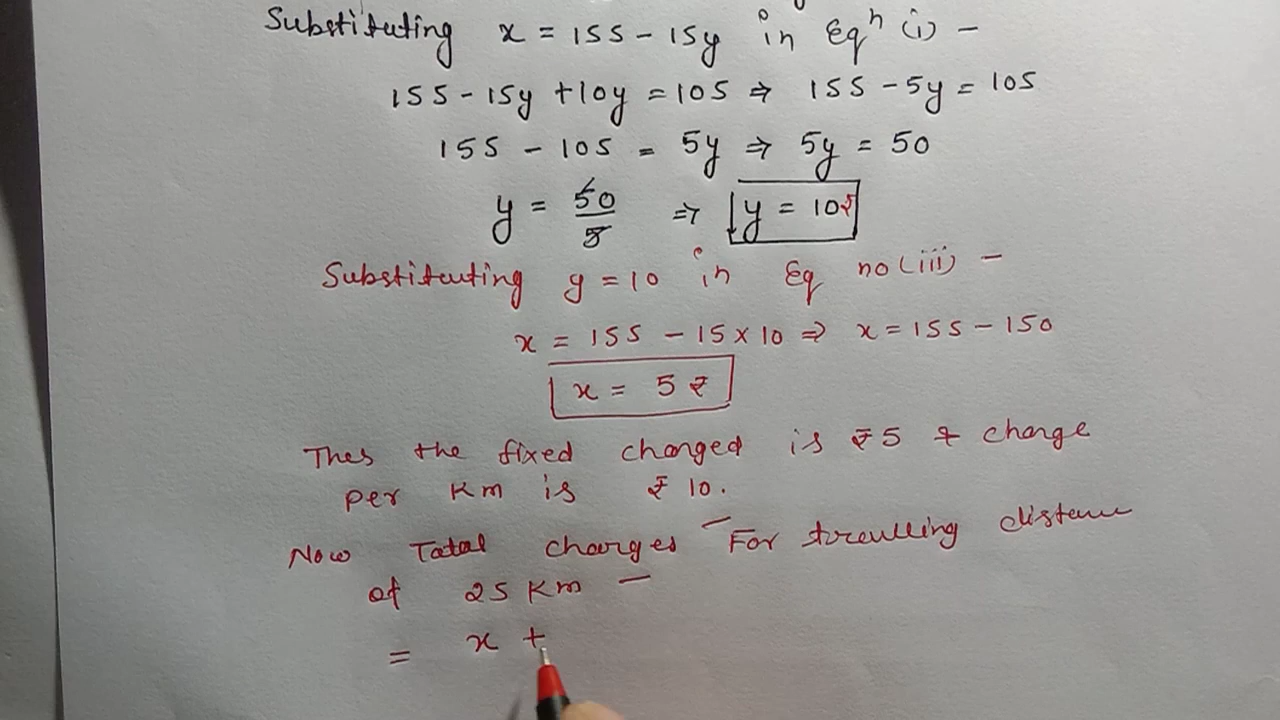 Substituting x = 155 - 15y in Eqⁿ (i) -
155 - 15y + 10y = 105 ⇒ 155 - 5y = 105
155 - 105 = 5y ⇒ 5y = 50
y = 50/5 ⇒ y = 10₹
Substituting y = 10 in Eq no (iii) -
x = 155 - 15 × 10 ⇒ x = 155 - 150
x = 5 ₹
Thes the fixed charged is ₹5 & charge
per Km is ₹ 10.
Now Total charges For treulling distance
of 25 Km -
= x +